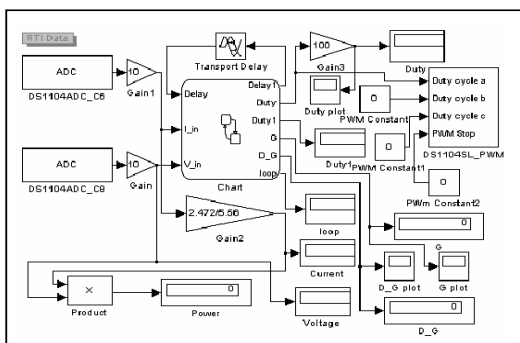 RTI Data
ADC
DS1104ADC_C6
10
Gain1
Transport Delay
100
Gain3
Duty
Duty plot
0
PWM Constant
Duty cycle a
Duty cycle b
Duty cycle c
PWM Stop
DS1104SL_PWM
Delay
I_in
V_in
Delay1
Duty
Duty1
G
D_G
loop
Chart
ADC
DS1104ADC_C8
10
Gain
Duty1
0
PWM Constant1
0
PWm Constant2
2.472/5.56
Gain2
loop
0
G
Current
D_G plot
G plot
×
Product
0
Power
Voltage
0
D_G